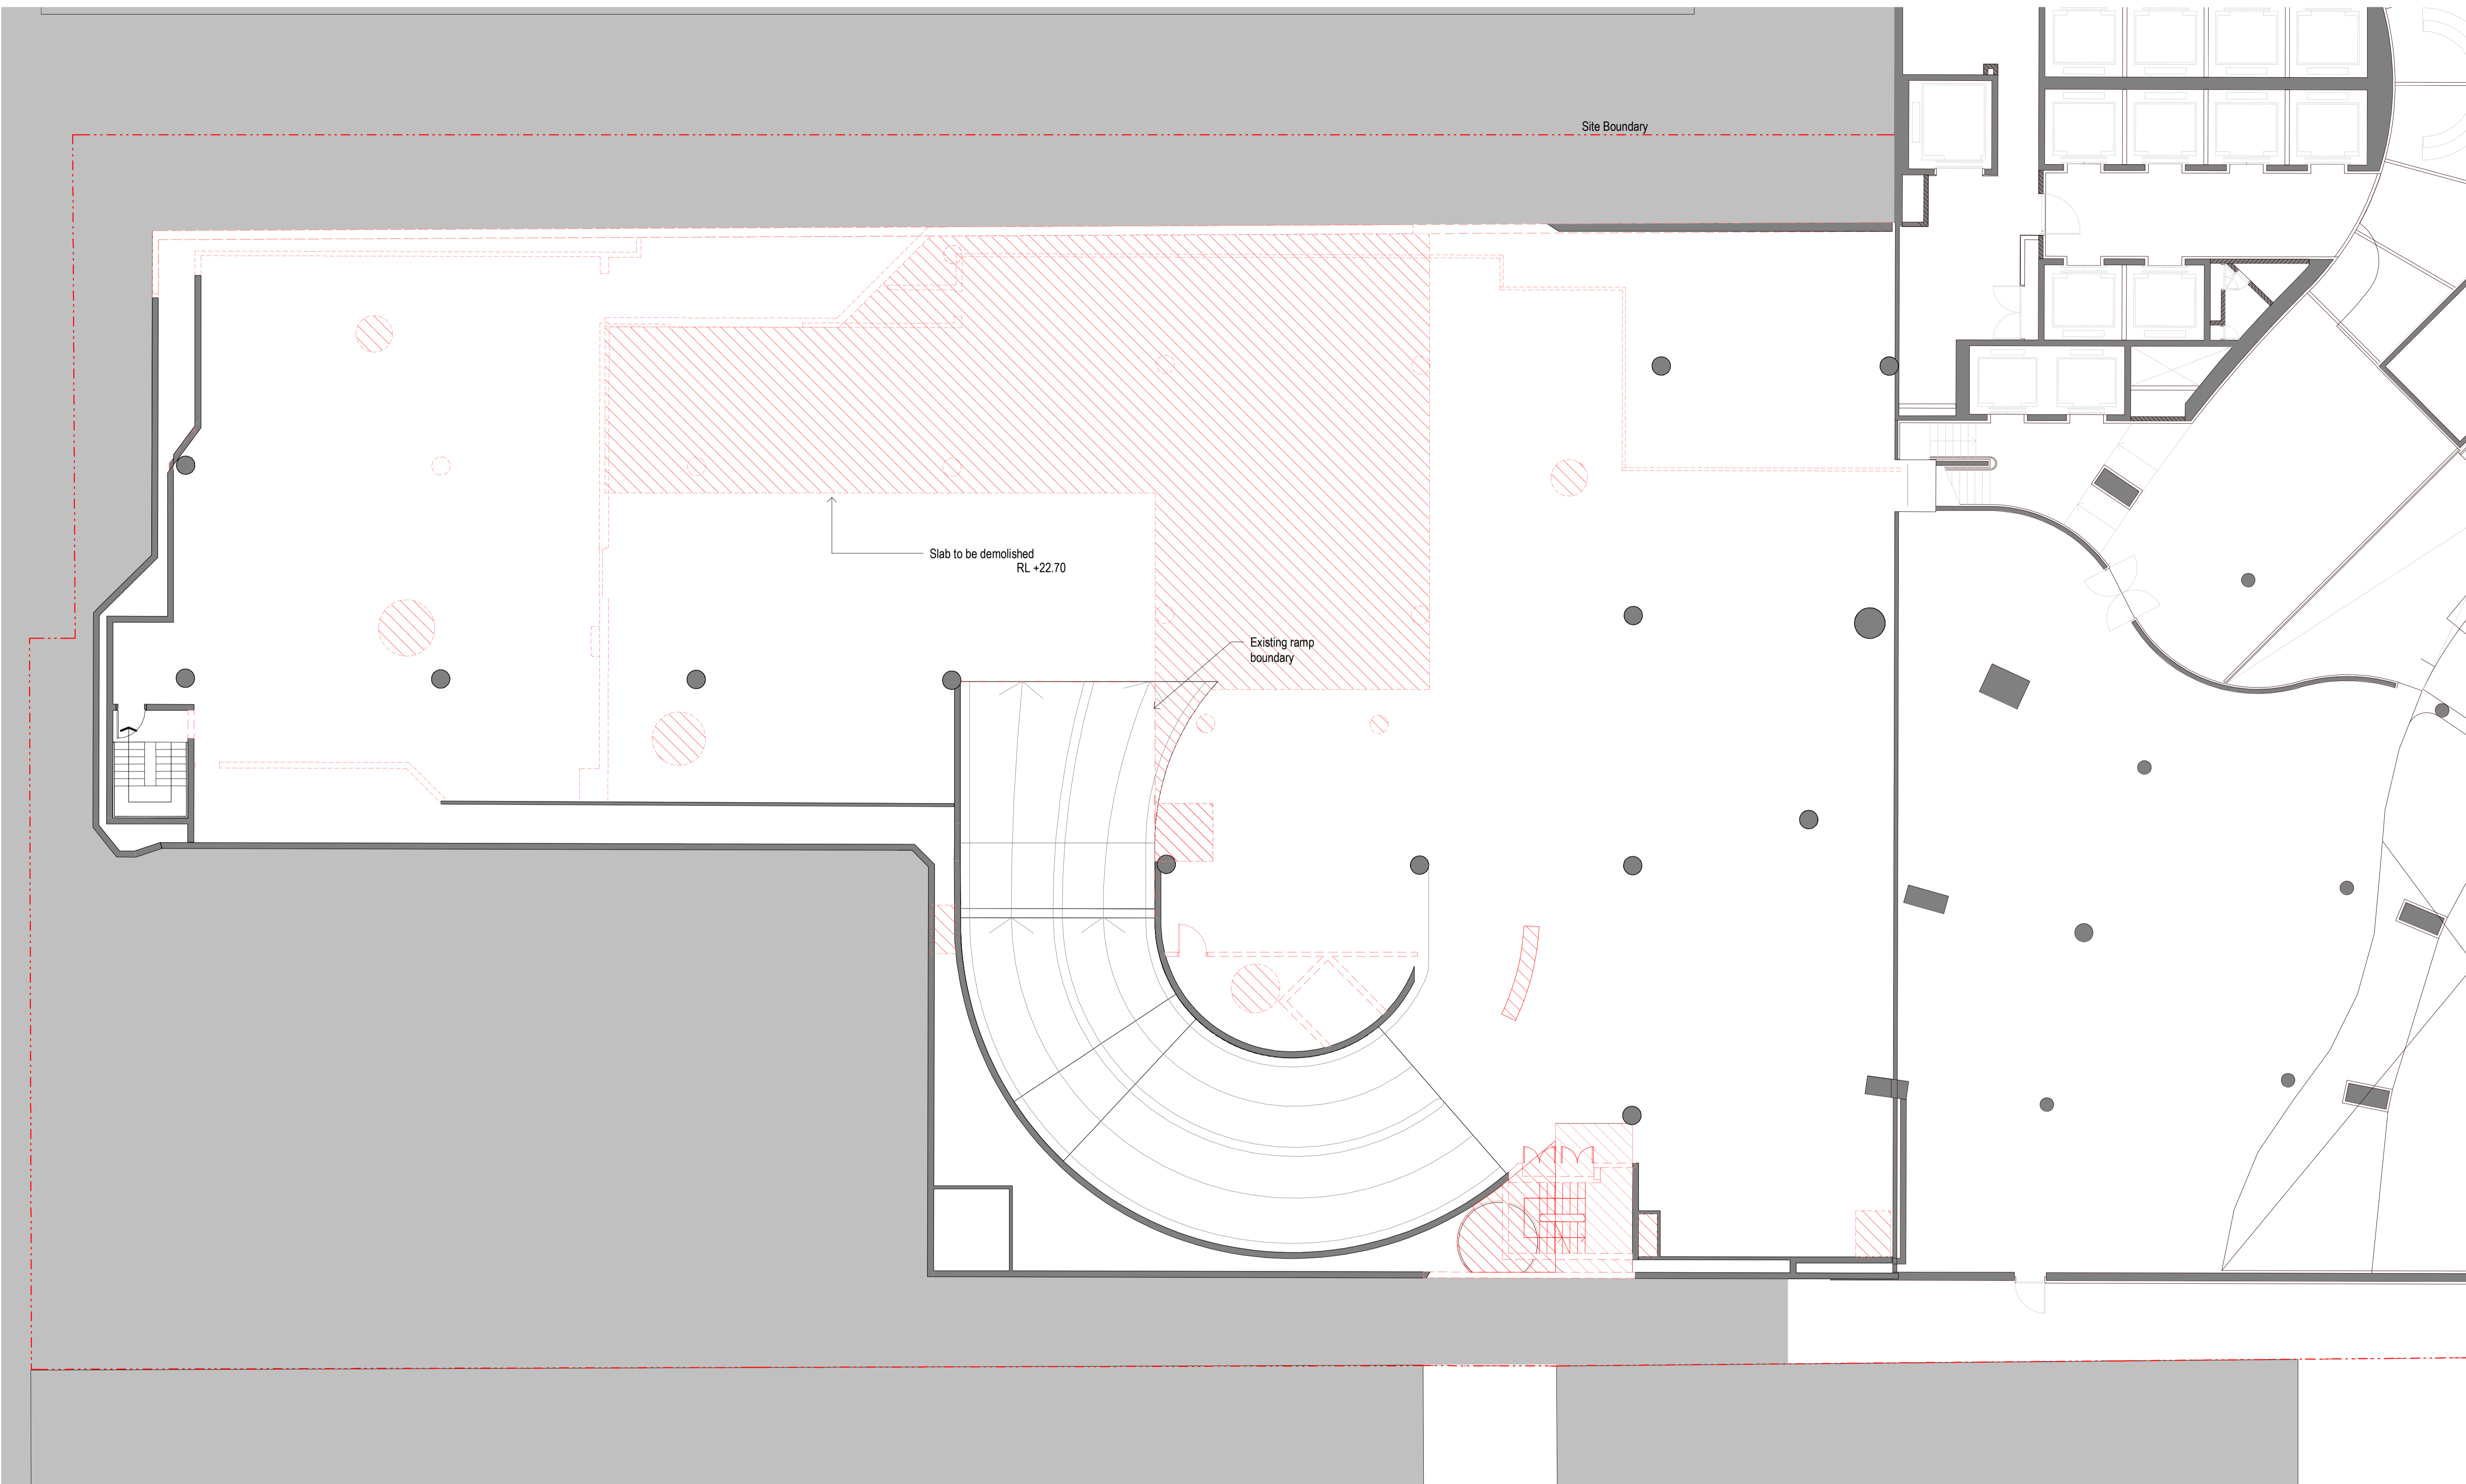 Site Boundary
Slab to be demolished
RL +22.70
Existing ramp
boundary